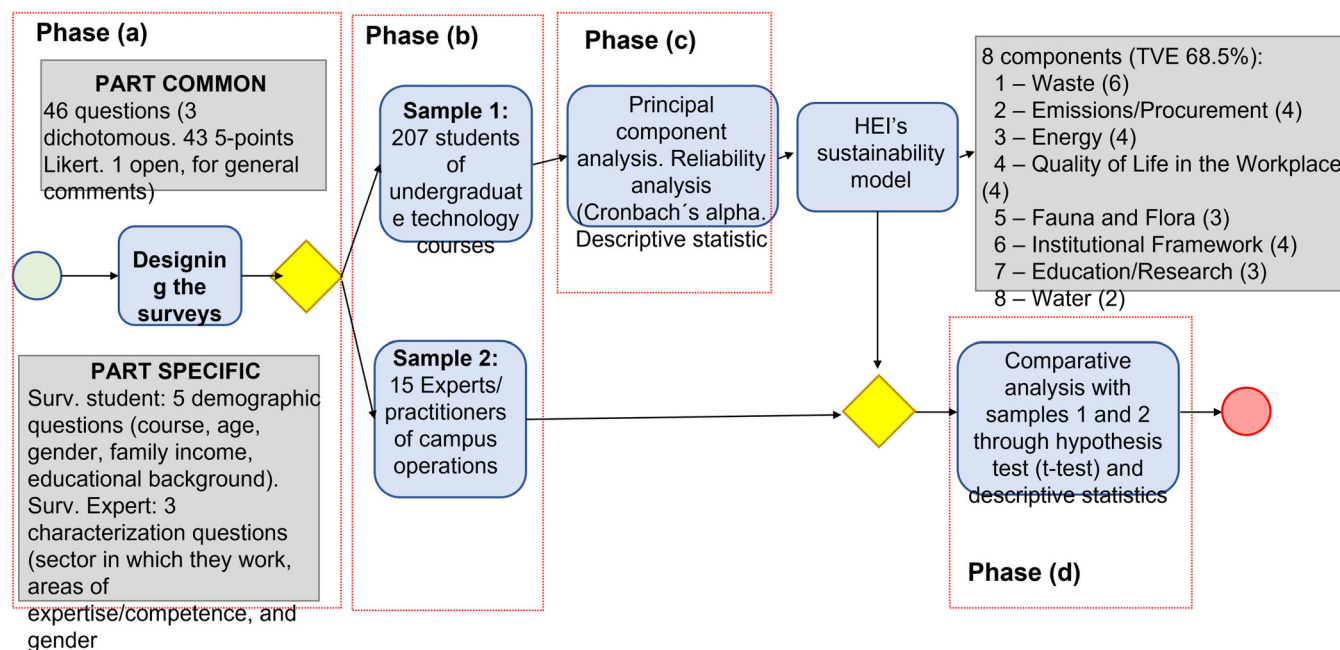 Phase (a)
PART COMMON
46 questions (3
dichotomous. 43 5-points
Likert. 1 open, for general
comments)
Designin
g the
surveys
PART SPECIFIC
Surv. student: 5 demographic
questions (course, age,
gender, family income,
educational background).
Surv. Expert: 3
characterization questions
(sector in which they work,
areas of
expertise/competence, and
gender
Phase (b)
Sample 1:
207 students
of
undergraduat
e technology
courses
Sample 2:
15 Experts/
practitioners
of campus
operations
Phase (c)
Principal
component
analysis. Reliability
analysis
(Cronbach´s alpha.
Descriptive statistic
HEI's
sustainability
model
8 components (TVE 68.5%):
1 – Waste (6)
2 – Emissions/Procurement (4)
3 – Energy (4)
4 – Quality of Life in the Workplace
(4)
5 – Fauna and Flora (3)
6 – Institutional Framework (4)
7 – Education/Research (3)
8 – Water (2)
Comparative
analysis with
samples 1 and 2
through hypothesis
test (t-test) and
descriptive statistics
Phase (d)